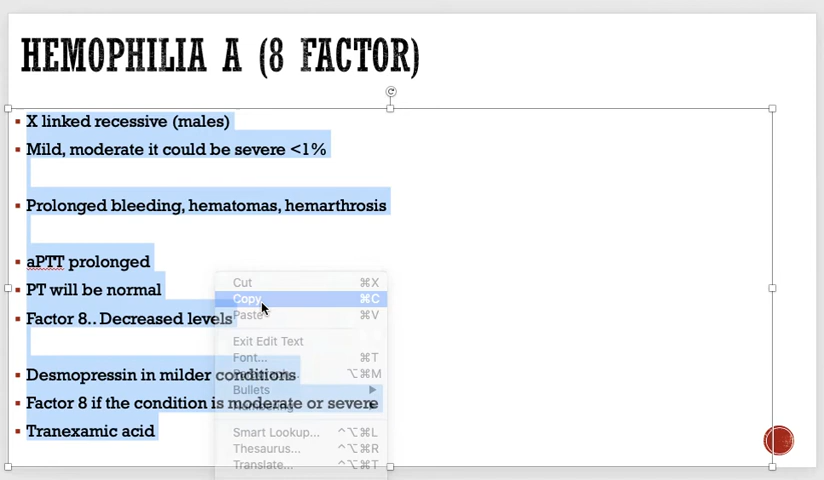 HEMOPHILIA A (8 FACTOR)
X linked recessive (males)
Mild, moderate it could be severe <1%
Prolonged bleeding, hematomas, hemarthrosis
aPTT prolonged
PT will be normal
Factor 8.. Decreased levels
Desmopressin in milder conditions
Factor 8 if the condition is moderate or severe
Tranexamic acid
Cut ⌘X
Copy ⌘C
Paste ⌘V
Exit Edit Text
Font... ⌘T
⌥⌘M
Bullets
Smart Lookup... ^⌥⌘L
Thesaurus... ^⌥⌘R
Translate... ^⌥⌘T